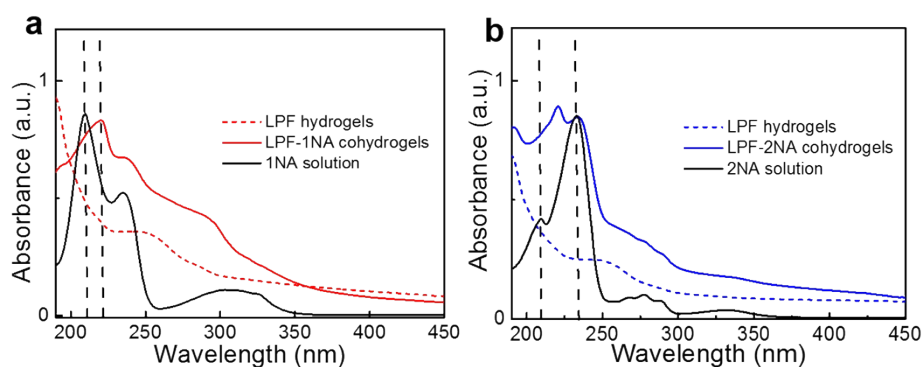 a
Absorbance (a.u.)
1
0
LPF hydrogels
LPF-1NA cohydrogels
1NA solution
200 250 300 350 400 450
Wavelength (nm)
b
Absorbance (a.u.)
1
0
LPF hydrogels
LPF-2NA cohydrogels
2NA solution
200 250 300 350 400 450
Wavelength (nm)